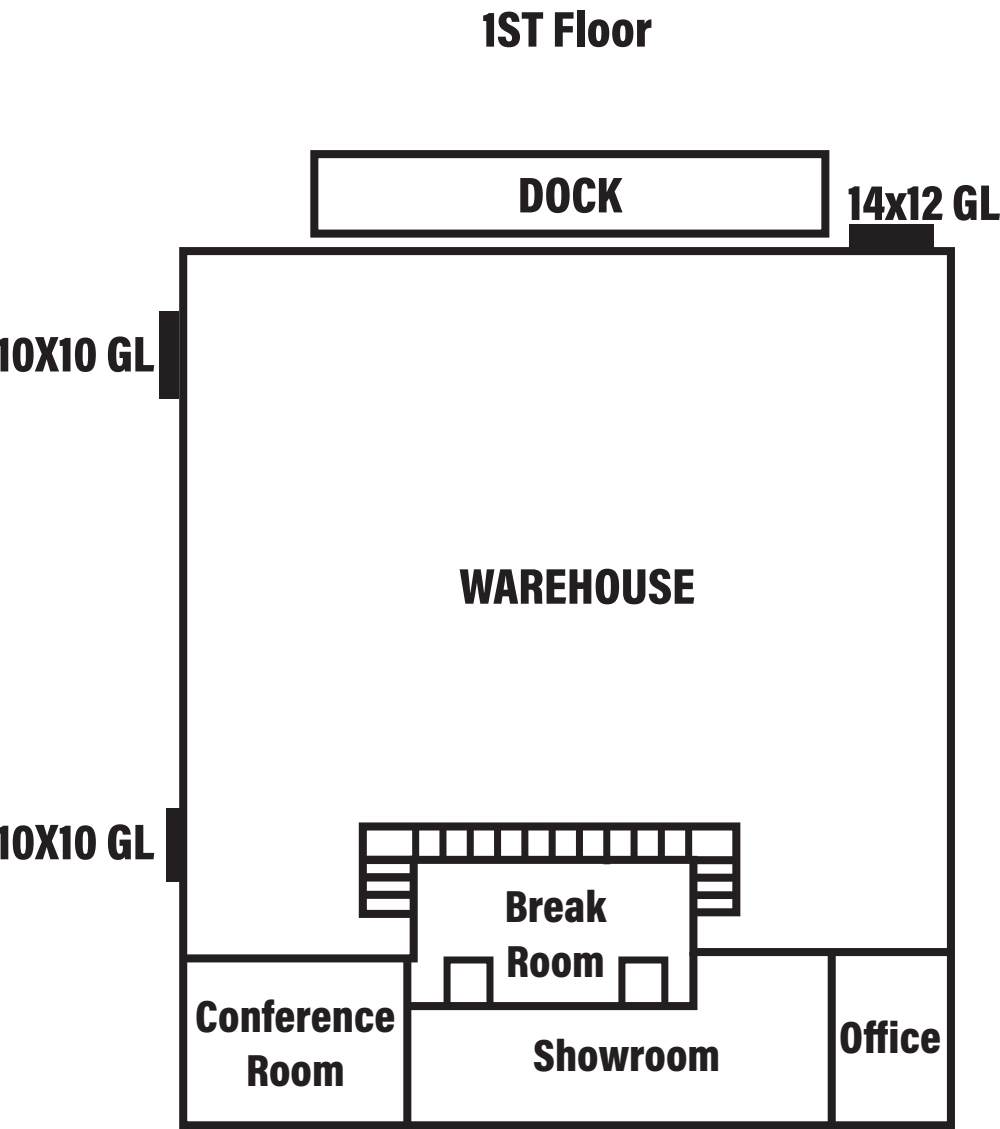 1ST Floor
DOCK
14x12 GL
10X10 GL
WAREHOUSE
10X10 GL
Break
Room
Conference
Room
Showroom
Office